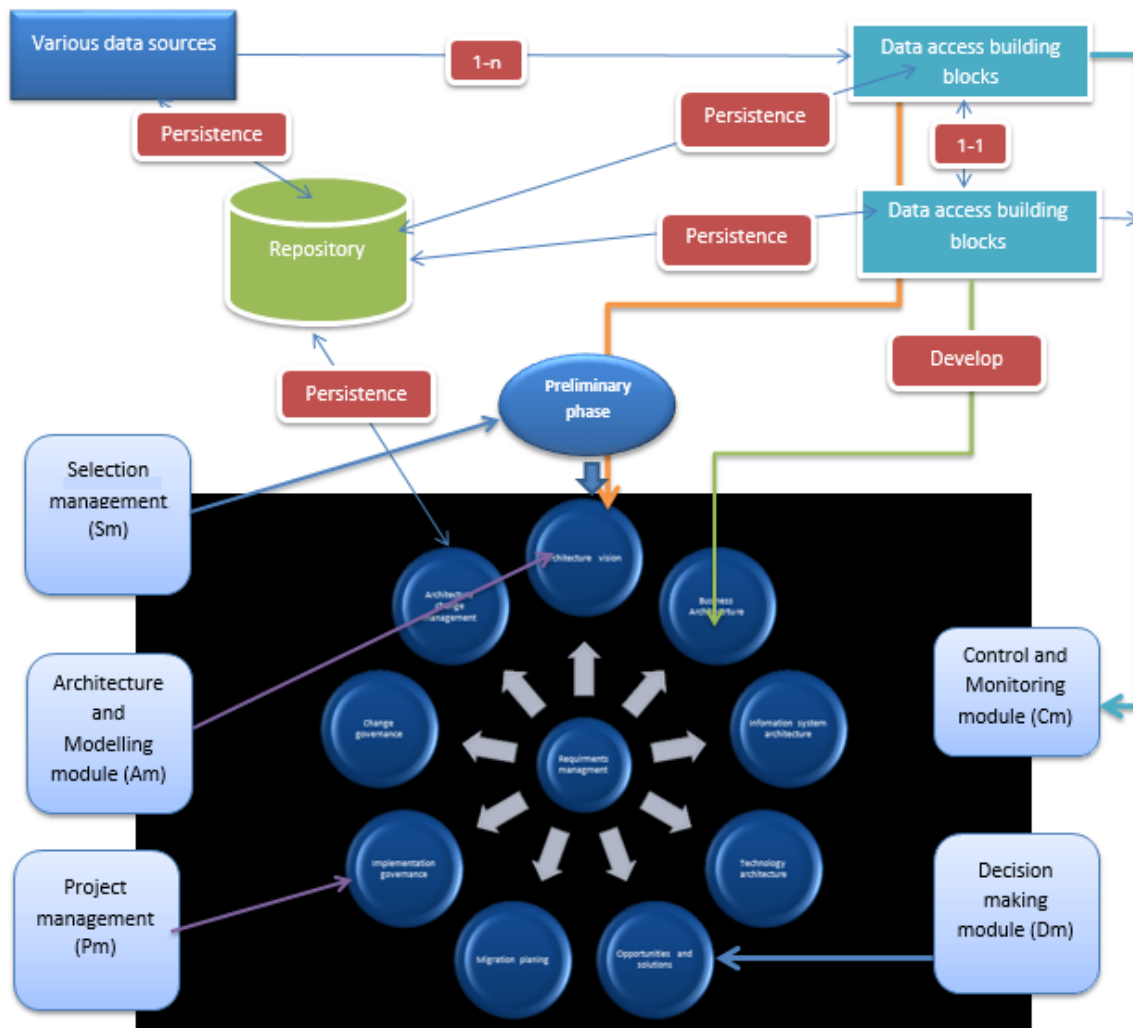 Various data sources
1-n
Data access building
blocks
Persistence
Persistence
1-1
Data access building
blocks
Persistence
Repository
Develop
Persistence
Preliminary
phase
Selection
management
(Sm)
Architecture
and
Modelling
module (Am)
Project
management
(Pm)
Control and
Monitoring
module (Cm)
Decision
making
module (Dm)
vision
Architecture
change
management
Business
Change
governance
Infomation system
architecture
Requirments
managment
Implementation
governance
Technology
architecture
Migration planing
Opportunities and
solutions